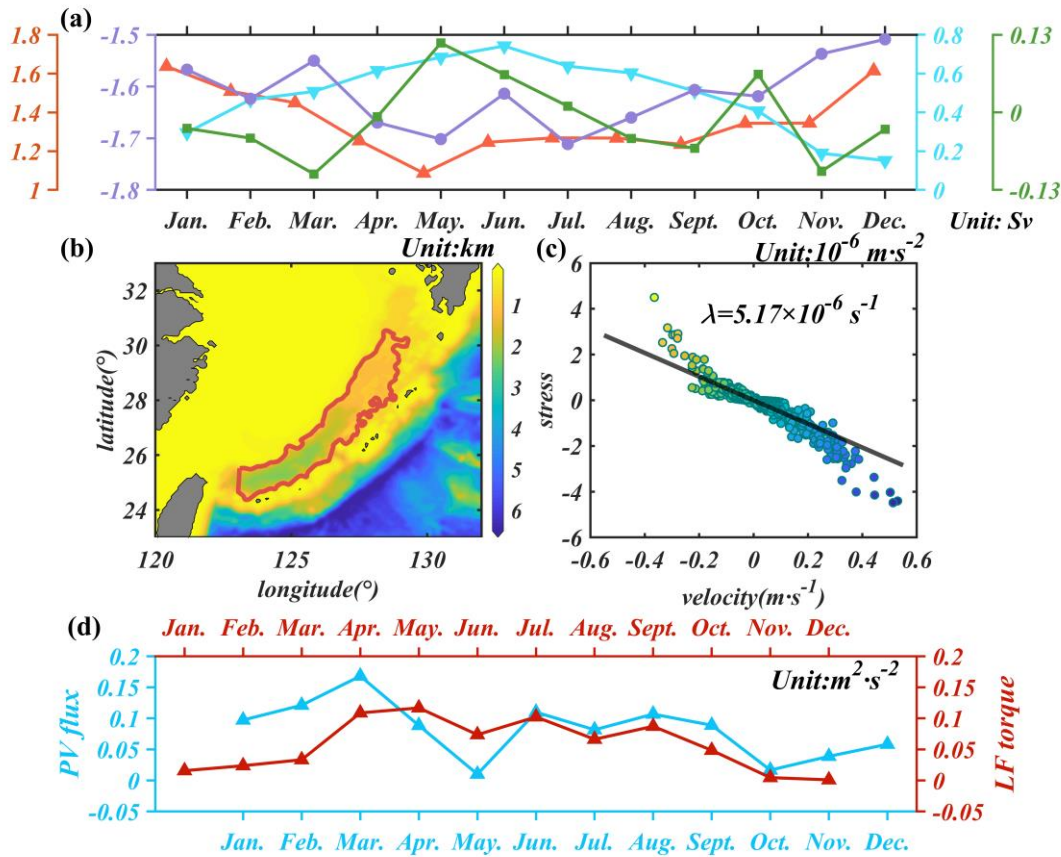 (a)
1.8 -1.5 0.8 0.13
1.6 -1.6 0.6
1.4 0.4 0
1.2 -1.7 0.2
1 -1.8 0 -0.13
Jan. Feb. Mar. Apr. May. Jun. Jul. Aug. Sept. Oct. Nov. Dec. Unit: Sv
(b) Unit:km
latitude(°)
32
30
28
26
24
120 125 130
longitude(°)
1
2
3
4
5
6
(c) Unit:10⁻⁶ m·s⁻²
λ=5.17×10⁻⁶ s⁻¹
stress
6
4
2
0
-2
-4
-6
-0.6 -0.4 -0.2 0 0.2 0.4 0.6
velocity(m·s⁻¹)
(d)
Jan. Feb. Mar. Apr. May. Jun. Jul. Aug. Sept. Oct. Nov. Dec.
Unit:m²·s⁻²
PV flux
LF torque
0.2 0.2
0.15 0.15
0.1 0.1
0.05 0.05
0 0
-0.05 -0.05
Jan. Feb. Mar. Apr. May. Jun. Jul. Aug. Sept. Oct. Nov. Dec.